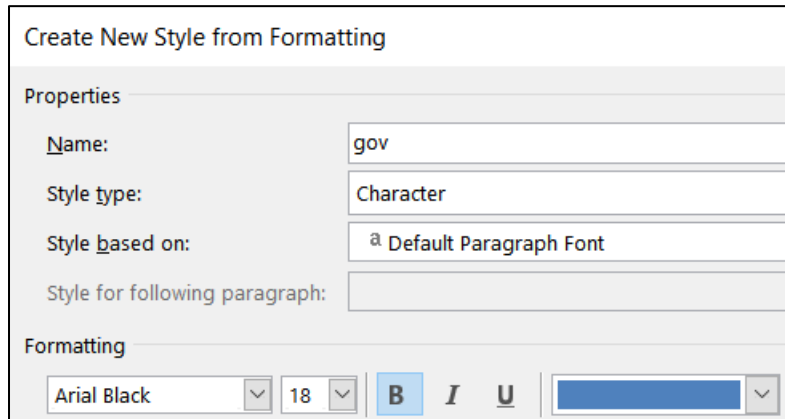 Create New Style from Formatting
Properties
Name: gov
Style type: Character
Style based on: a Default Paragraph Font
Style for following paragraph:
Formatting
Arial Black 18 B I U